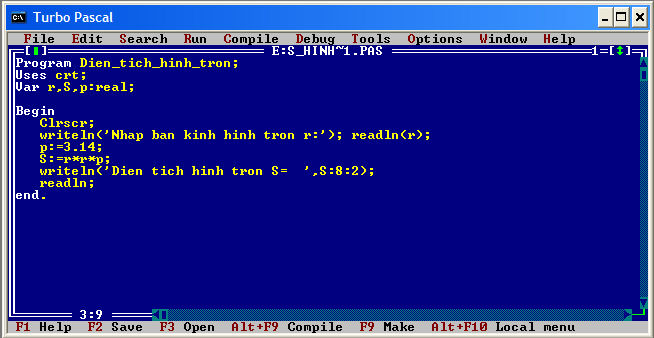 Turbo Pascal
File Edit Search Run Compile Debug Tools Options Window Help
E:S_HINH~1.PAS 1=[↕]
Program Dien_tich_hinh_tron;
Uses crt;
Var r,S,p:real;
Begin
Clrscr;
writeln('Nhap ban kinh hinh tron r:'); readln(r);
p:=3.14;
S:=r*r*p;
writeln('Dien tich hinh tron S=  ',S:8:2);
readln;
end.
3:9
F1 Help F2 Save F3 Open Alt+F9 Compile F9 Make Alt+F10 Local menu